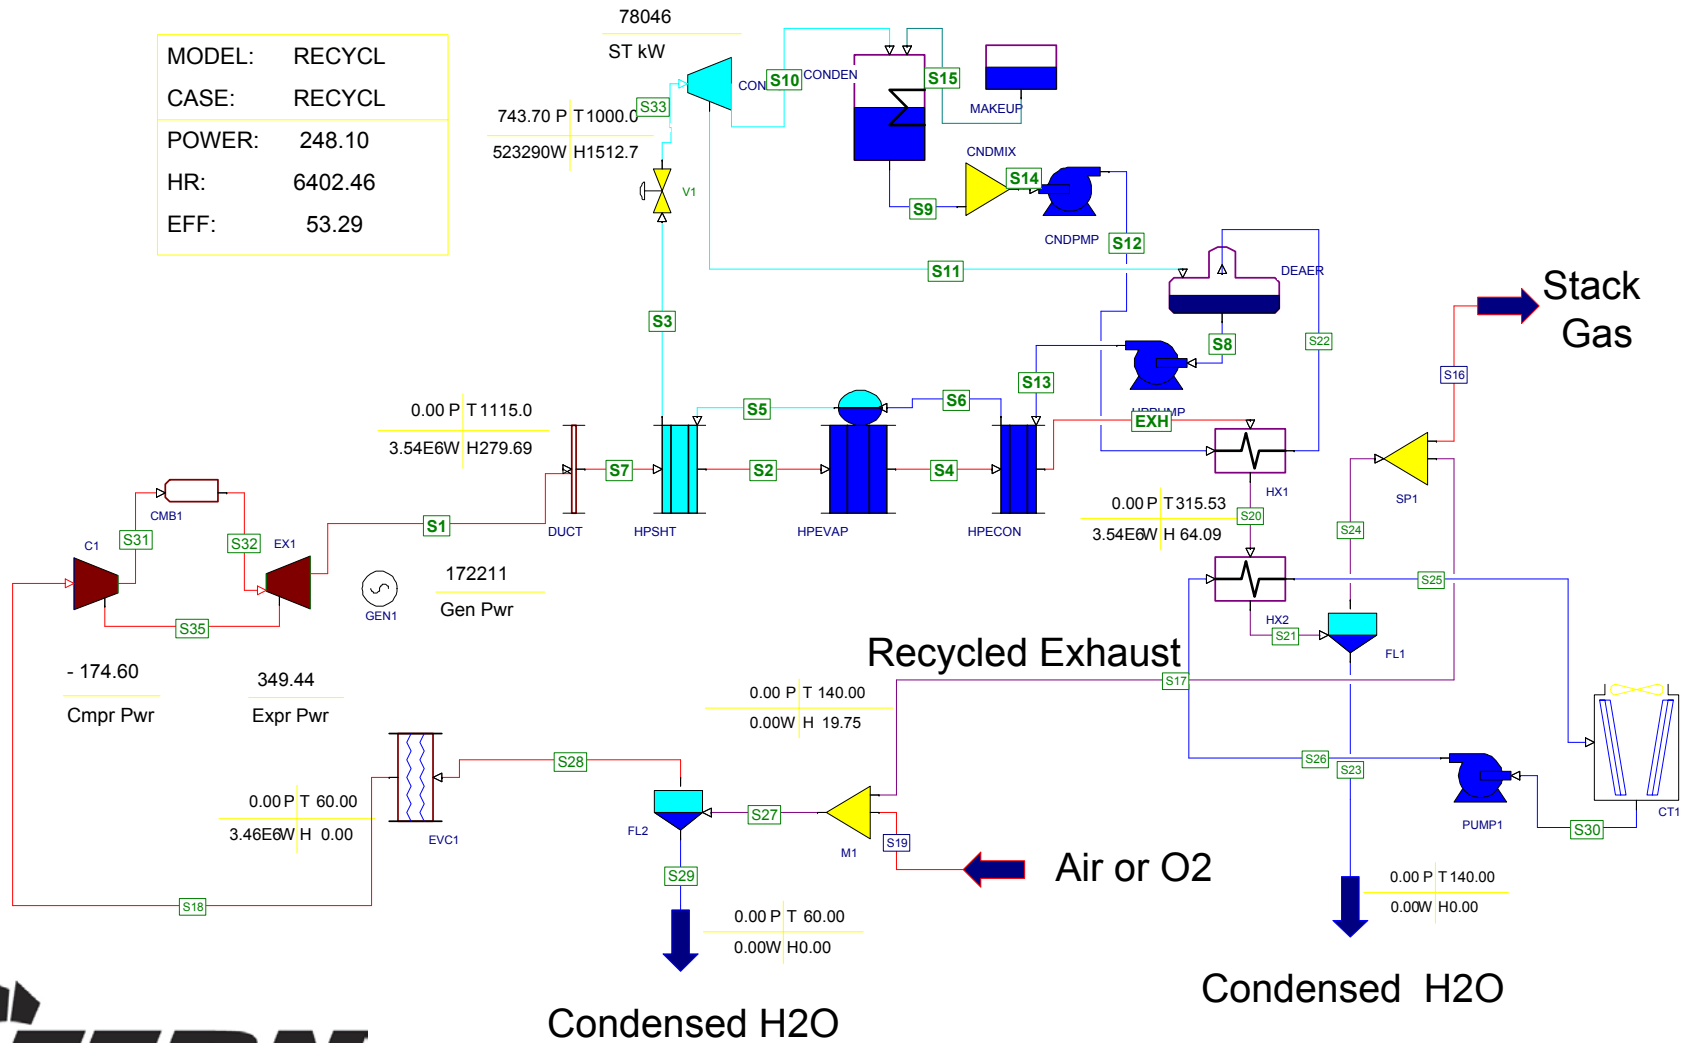 78046
ST kW
MODEL: RECYCL
CASE: RECYCL
POWER: 248.10
HR: 6402.46
EFF: 53.29
743.70 P T 1000.0
523290W H1512.7
S33
CON
S10
CONDEN
S15
MAKEUP
V1
CNDMIX
S14
S9
CNDPMP
S12
S11
DEAER
Stack
Gas
S3
S8
S22
S16
S13
S5
S6
HPPUMP
EXH
0.00 P T 1115.0
3.54E6W H279.69
S7
S2
S4
SP1
DUCT
HPSHT
HPEVAP
HPECON
HX1
0.00 P T 315.53
3.54E6W H 64.09
S20
S24
CMB1
S1
C1
S31
S32
EX1
S25
172211
Gen Pwr
GEN1
S35
HX2
S21
FL1
Recycled Exhaust
S17
- 174.60
Cmpr Pwr
349.44
Expr Pwr
0.00 P T 140.00
0.00W H 19.75
S28
S26
S23
0.00 P T 60.00
3.46E6W H 0.00
EVC1
FL2
S27
M1
S19
PUMP1
S30
CT1
S29
Air or O2
0.00 P T 140.00
0.00W H0.00
S18
0.00 P T 60.00
0.00W H0.00
Condensed H2O
Condensed H2O